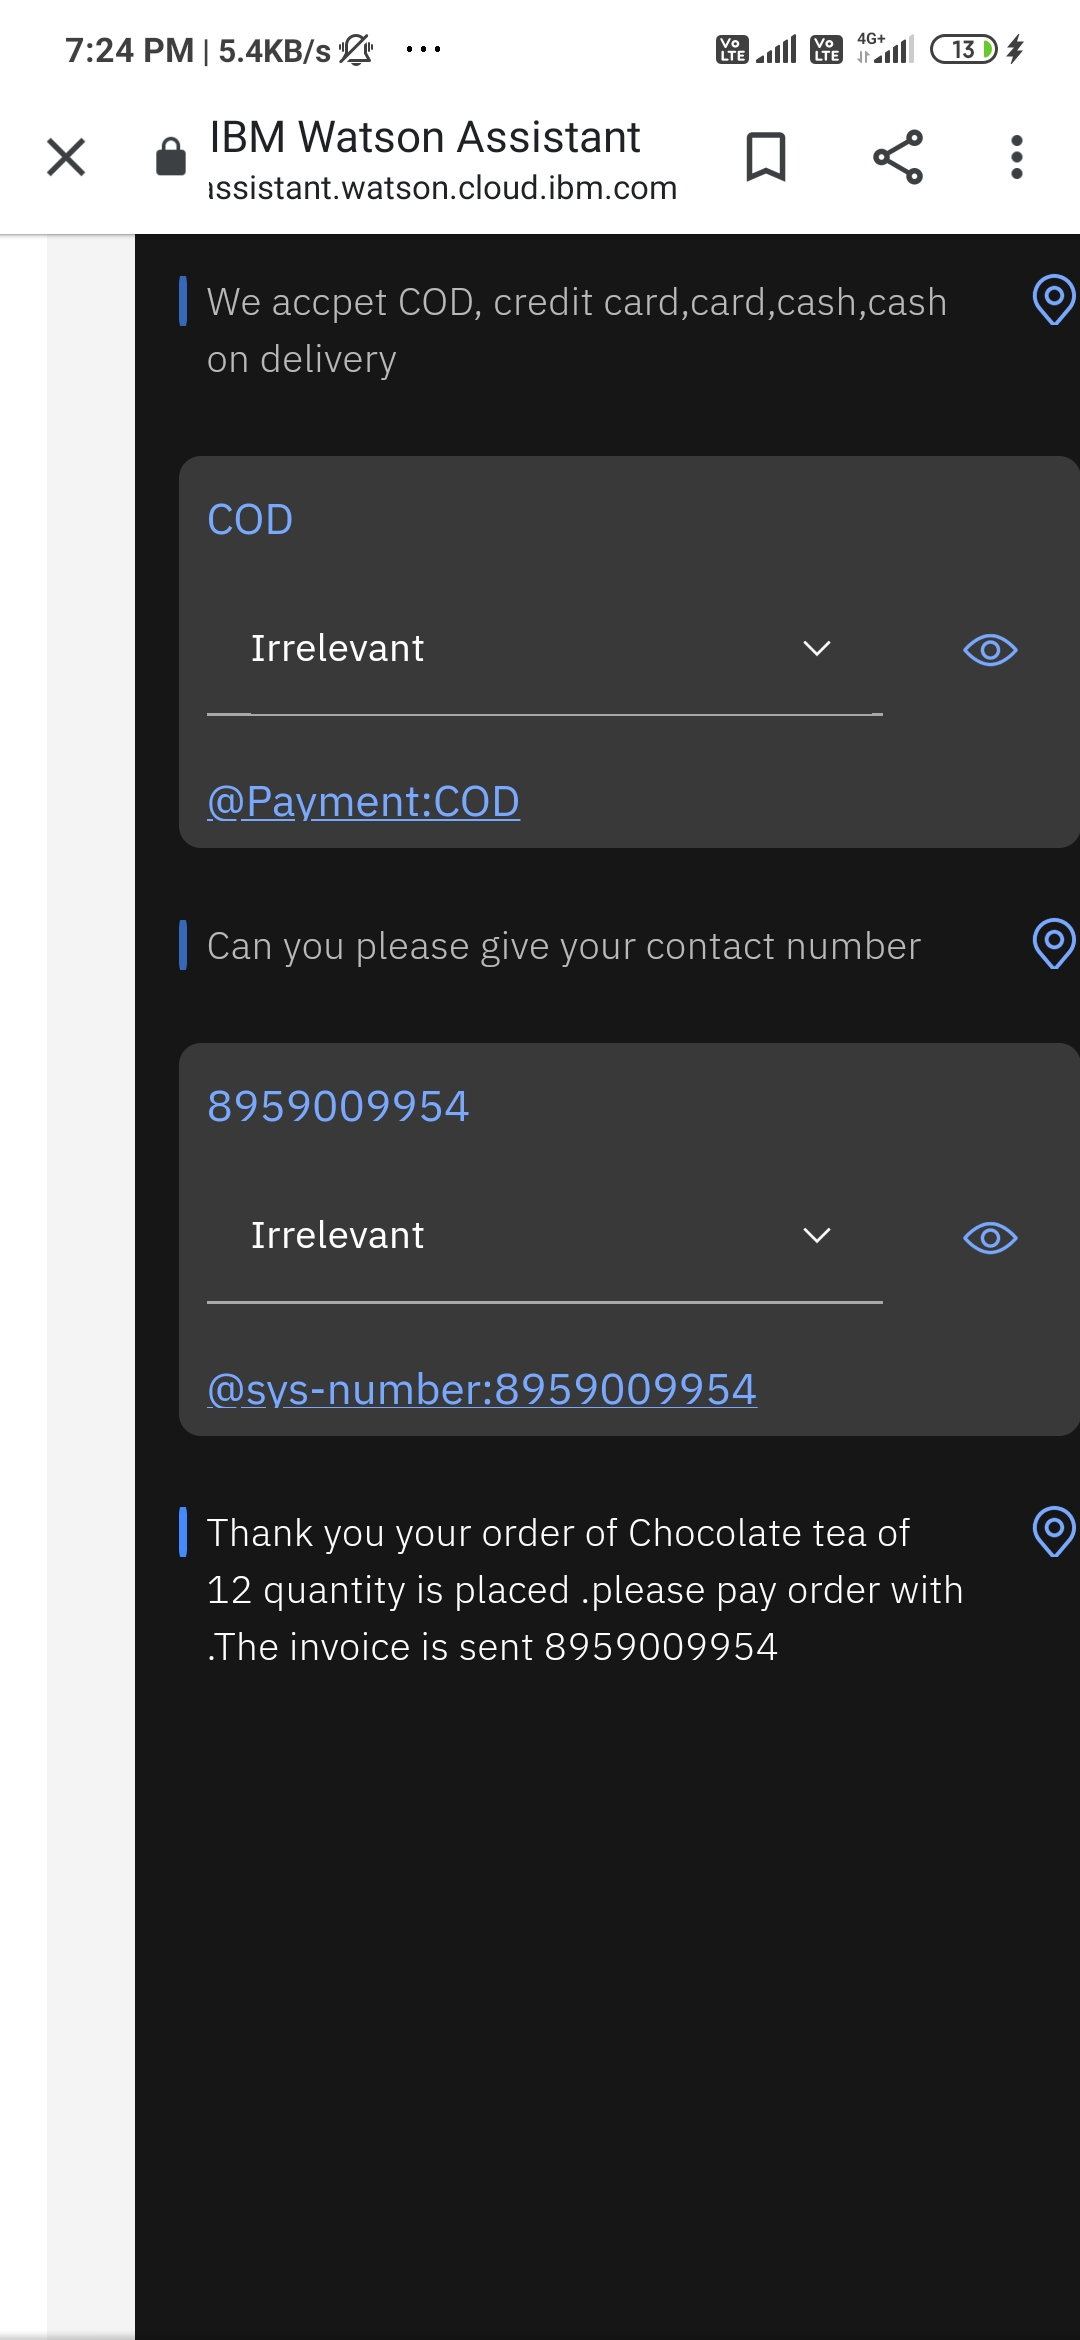 7:24 PM | 5.4KB/s ...
Vo LTE Vo LTE 4G+ 13
IBM Watson Assistant
assistant.watson.cloud.ibm.com
We accpet COD, credit card,card,cash,cash
on delivery
COD
Irrelevant
@Payment:COD
Can you please give your contact number
8959009954
Irrelevant
@sys-number:8959009954
Thank you your order of Chocolate tea of
12 quantity is placed .please pay order with
.The invoice is sent 8959009954